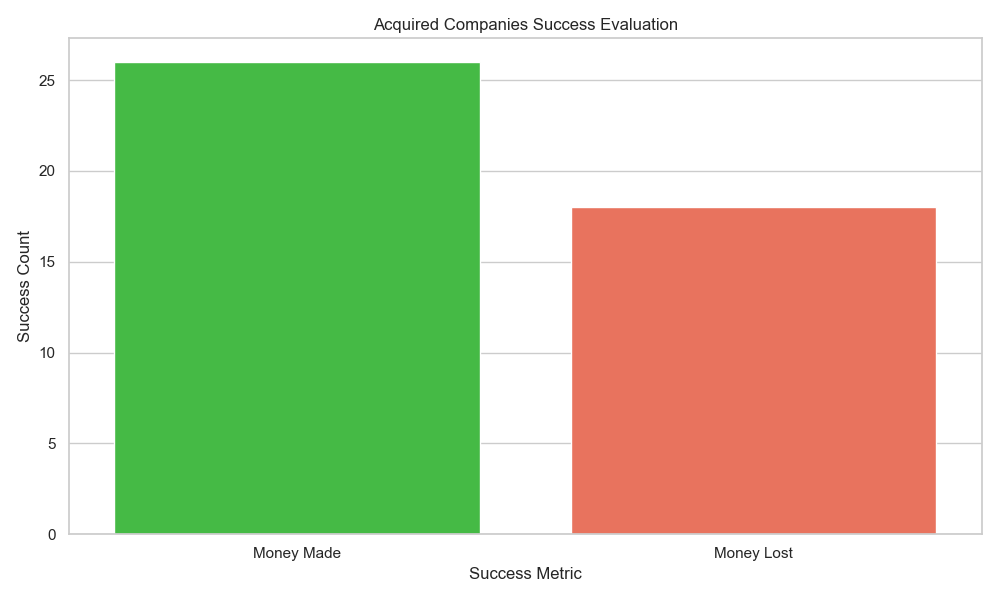 Acquired Companies Success Evaluation
Success Count
25
20
15
10
5
0
Money Made
Money Lost
Success Metric